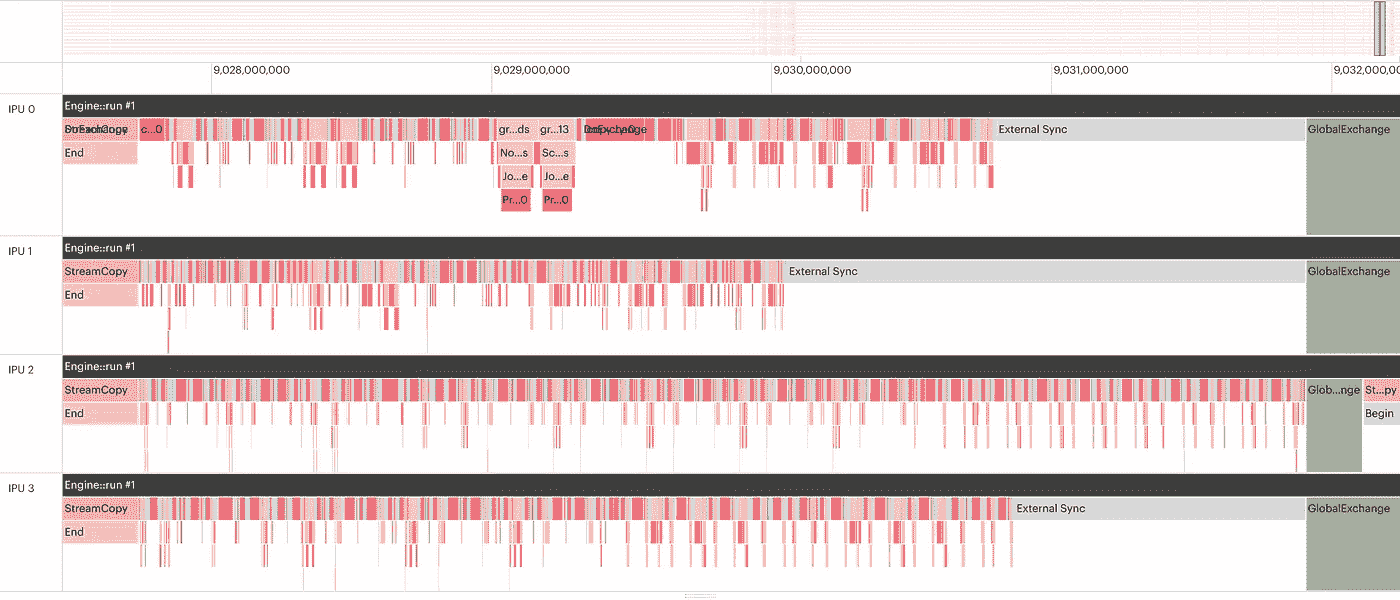 9,028,000,000 9,029,000,000 9,030,000,000 9,031,000,000 9,032,000,00
IPU 0 Engine::run #1
c...0 gr...ds gr...13 External Sync GlobalExchange
End No...s Sc...s
Jo...e Jo...e
Pr...0 Pr...0
IPU 1 Engine::run #1
StreamCopy External Sync GlobalExchange
End
IPU 2 Engine::run #1
StreamCopy Glob...nge St...py
End Begin
IPU 3 Engine::run #1
StreamCopy External Sync GlobalExchange
End